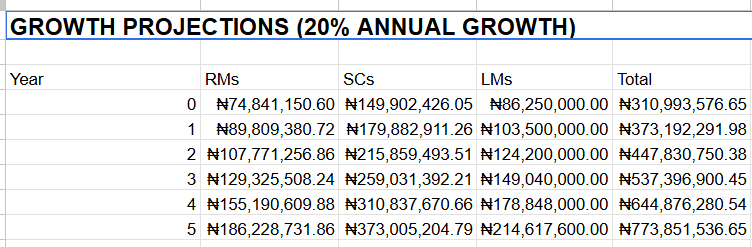 GROWTH PROJECTIONS (20% ANNUAL GROWTH)
Year RMs SCs LMs Total
0 ₦74,841,150.60 ₦149,902,426.05 ₦86,250,000.00 ₦310,993,576.65
1 ₦89,809,380.72 ₦179,882,911.26 ₦103,500,000.00 ₦373,192,291.98
2 ₦107,771,256.86 ₦215,859,493.51 ₦124,200,000.00 ₦447,830,750.38
3 ₦129,325,508.24 ₦259,031,392.21 ₦149,040,000.00 ₦537,396,900.45
4 ₦155,190,609.88 ₦310,837,670.66 ₦178,848,000.00 ₦644,876,280.54
5 ₦186,228,731.86 ₦373,005,204.79 ₦214,617,600.00 ₦773,851,536.65